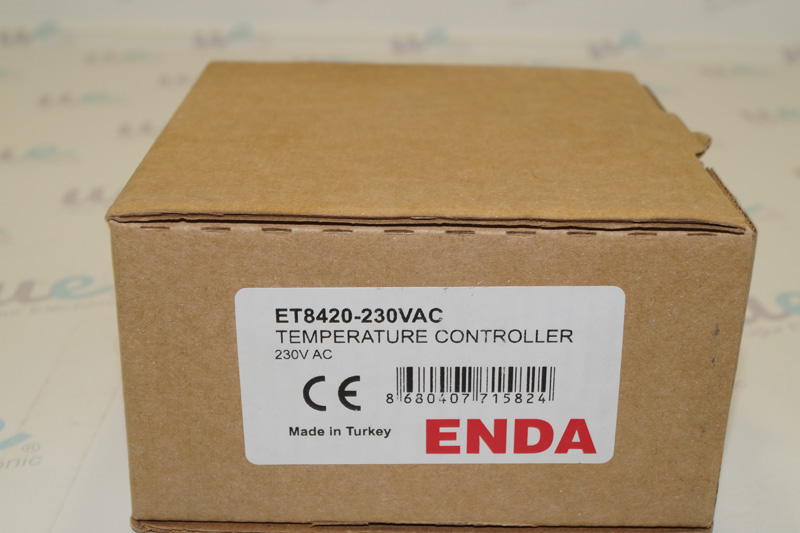 ET8420-230VAC
TEMPERATURE CONTROLLER
230V AC
CE
8 680407 715824
Made in Turkey
ENDA